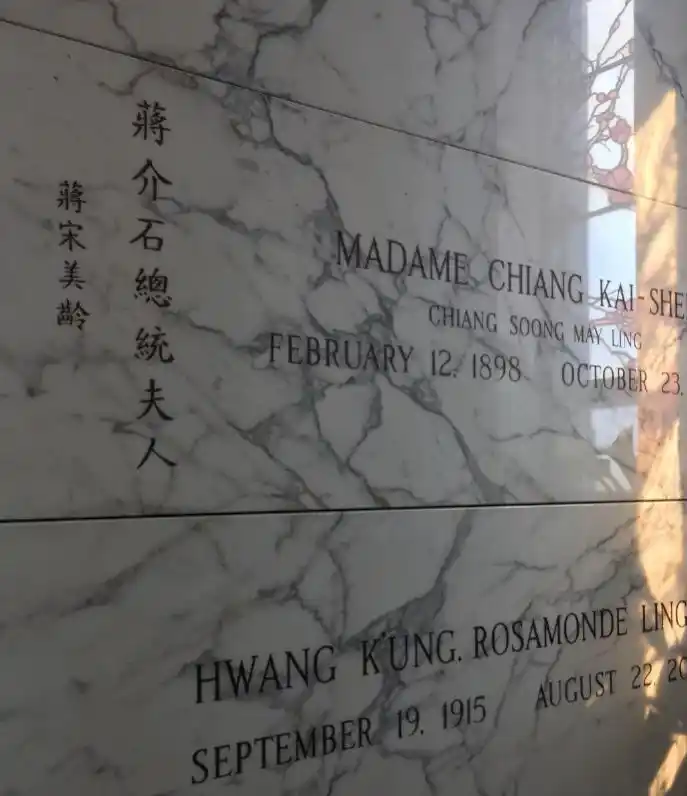 蔣介石總統夫人
蔣宋美齡
MADAME CHIANG KAI-SHE
CHIANG SOONG MAY LING
FEBRUARY 12. 1898 OCTOBER 23.
HWANG K'UNG. ROSAMONDE LING
SEPTEMBER 19. 1915 AUGUST 22. 20